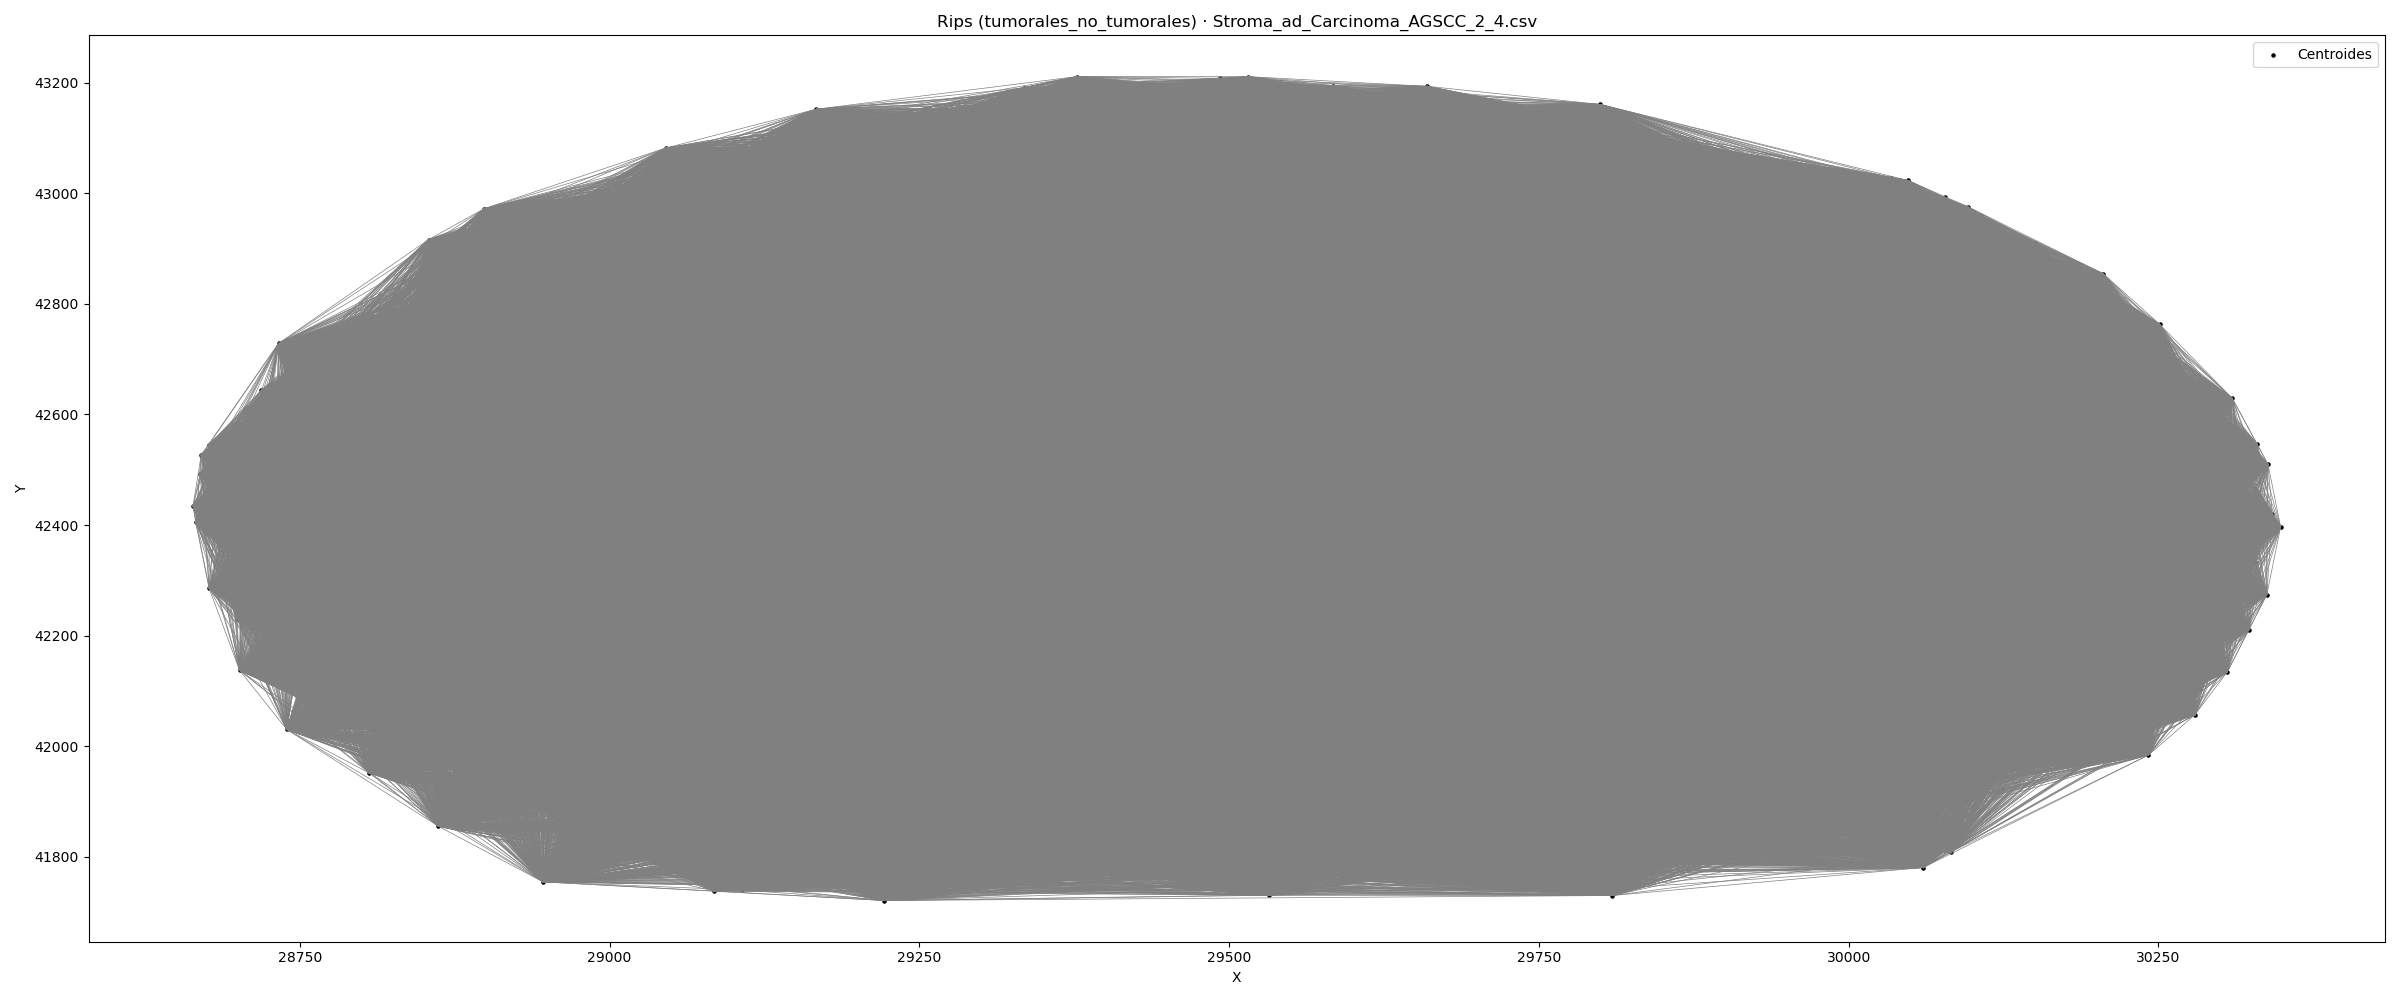 Rips (tumorales_no_tumorales) · Stroma_ad_Carcinoma_AGSCC_2_4.csv
Centroides
43200
43000
42800
42600
42400
42200
42000
41800
Y
28750 29000 29250 29500 29750 30000 30250
X